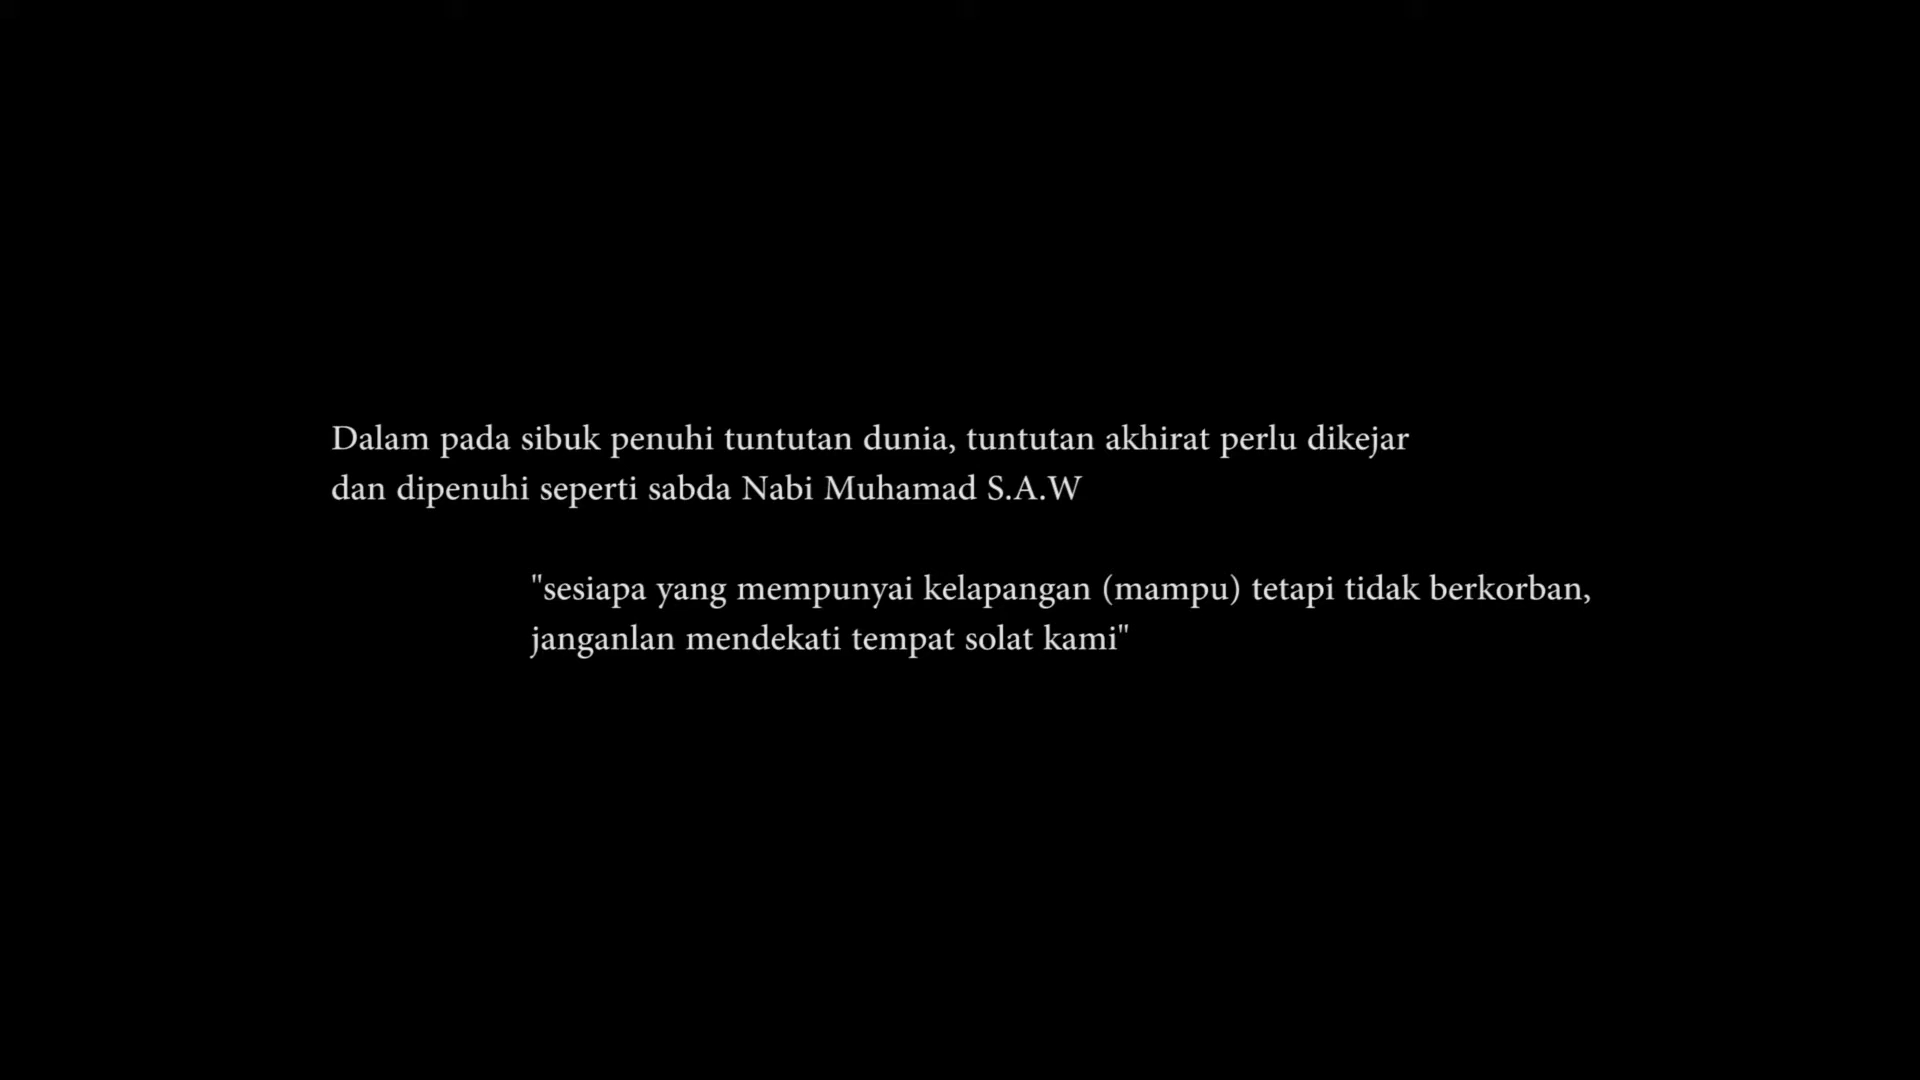 Dalam pada sibuk penuhi tuntutan dunia, tuntutan akhirat perlu dikejar
dan dipenuhi seperti sabda Nabi Muhamad S.A.W
"sesiapa yang mempunyai kelapangan (mampu) tetapi tidak berkorban,
janganlan mendekati tempat solat kami"